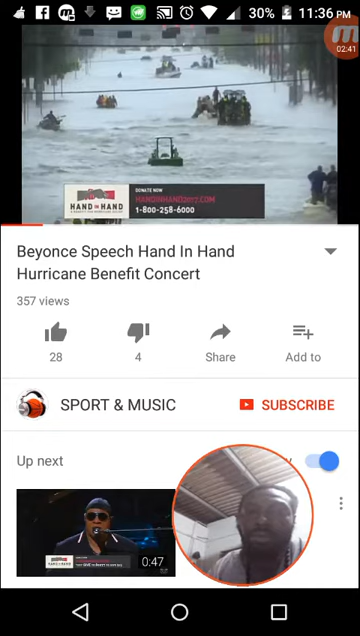 30% 11:36 PM
02:41
DONATE NOW
HAND IN HAND
HANDINHAND2017.COM
1-800-258-6000
Beyonce Speech Hand In Hand
Hurricane Benefit Concert
357 views
28 4 Share Add to
SPORT & MUSIC SUBSCRIBE
Up next
0:47